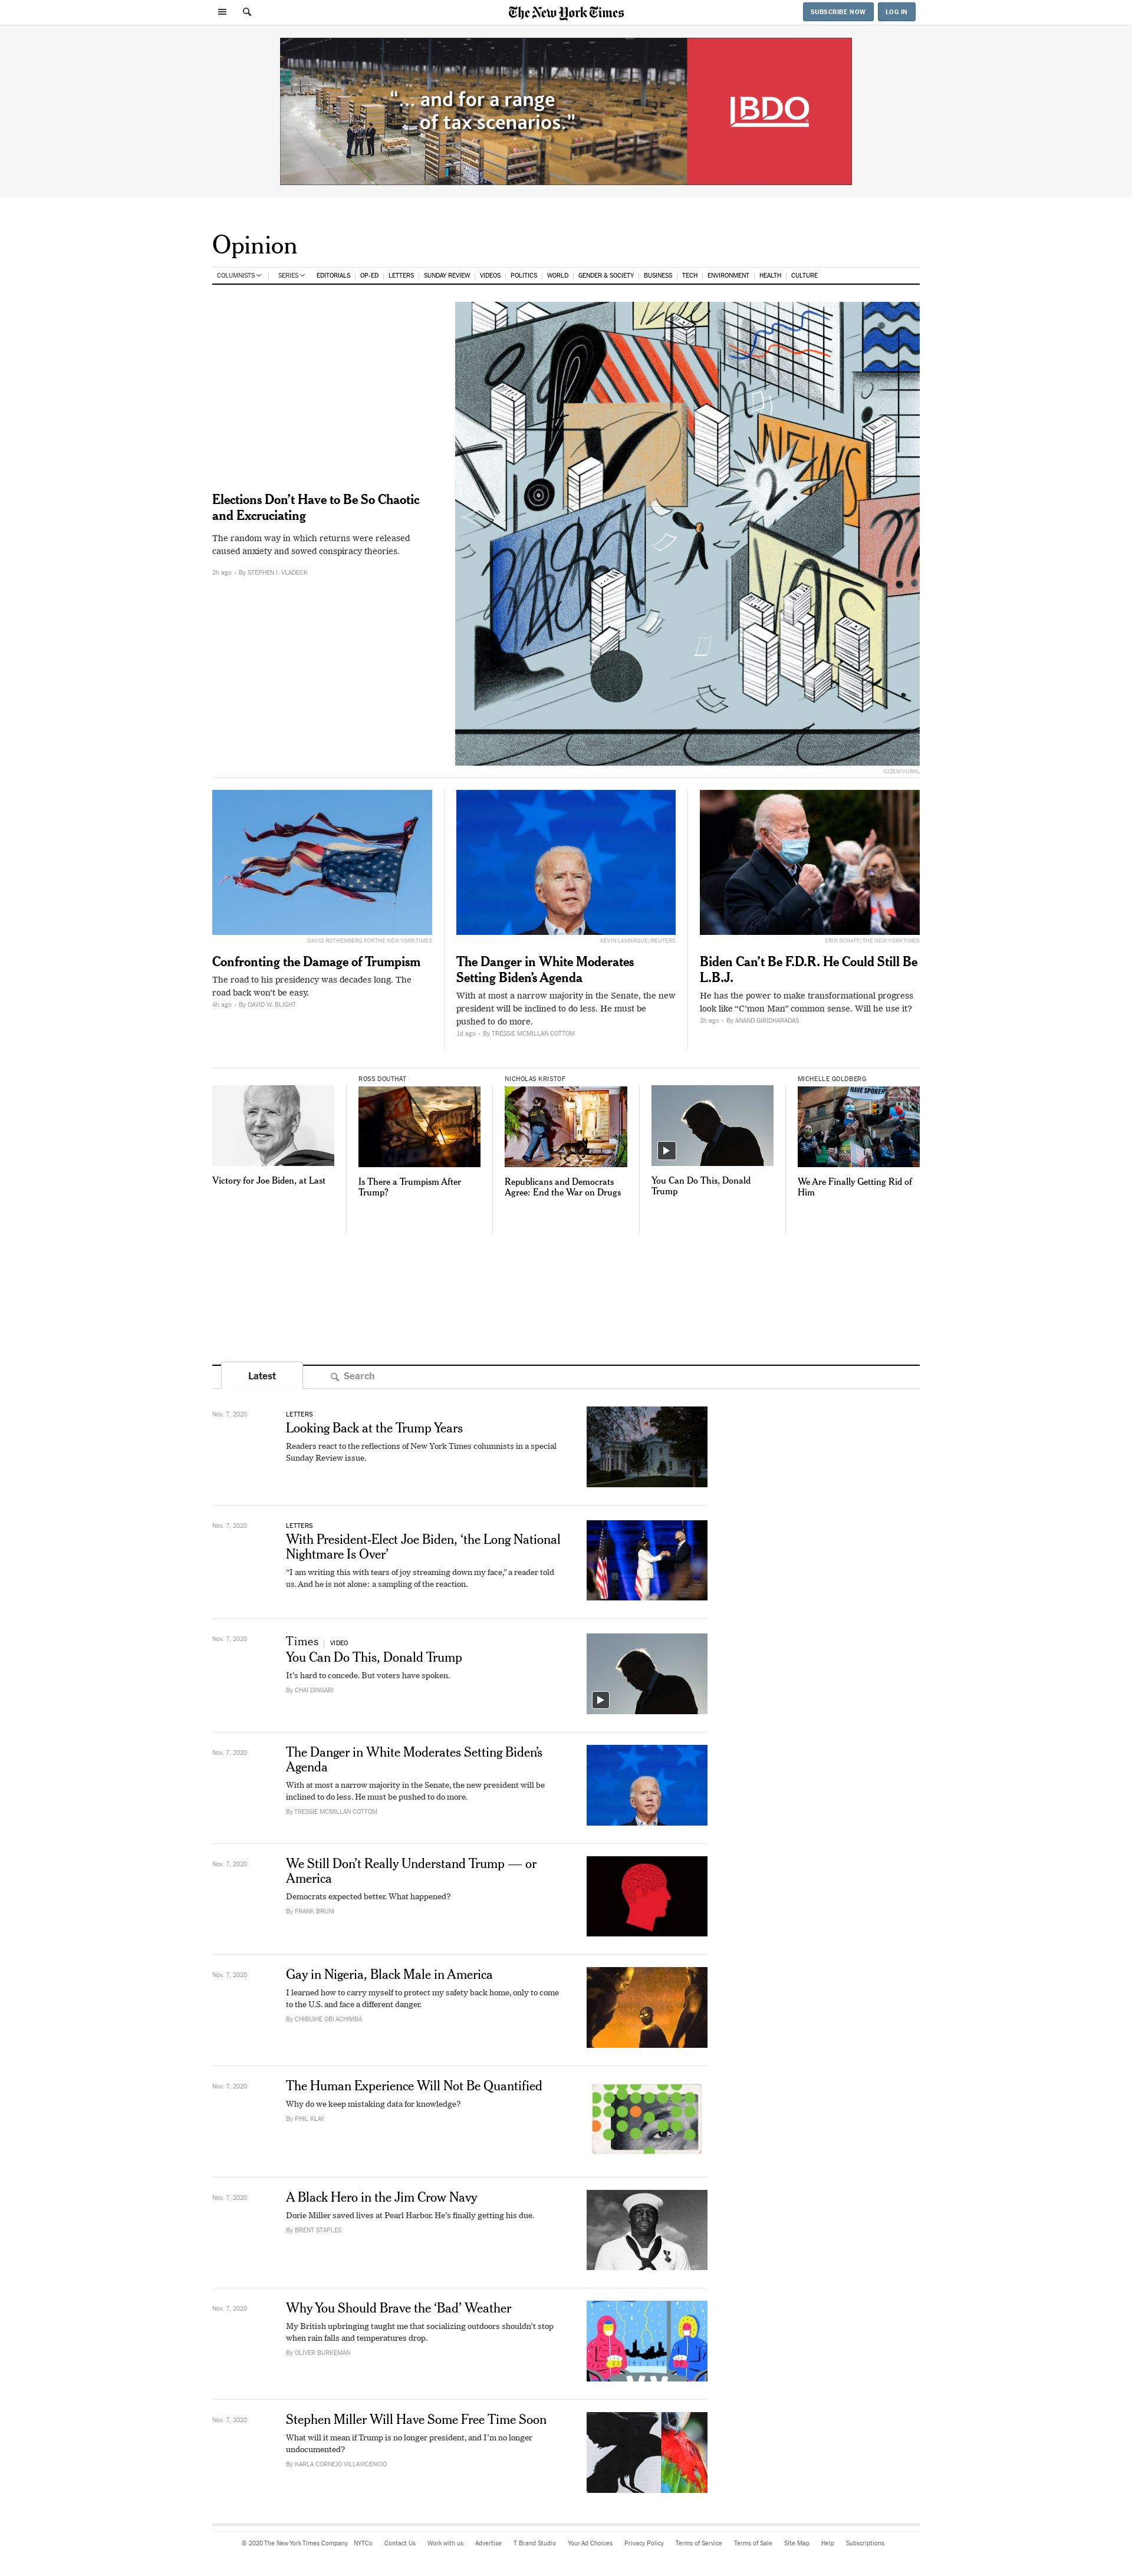 The New York Times
SUBSCRIBE NOW
LOG IN
"... and for a range
of tax scenarios."
BDO
Opinion
COLUMNISTS | SERIES EDITORIALS | OP-ED | LETTERS | SUNDAY REVIEW | VIDEOS | POLITICS | WORLD | GENDER & SOCIETY | BUSINESS | TECH | ENVIRONMENT | HEALTH | CULTURE
Elections Don’t Have to Be So Chaotic
and Excruciating
The random way in which returns were released
caused anxiety and sowed conspiracy theories.
2h ago • By STEPHEN I. VLADECK
NEWS
2
???
GIZEM VURAL
DAVID ROTHENBERG FOR THE NEW YORK TIMES
Confronting the Damage of Trumpism
The road to his presidency was decades long. The
road back won’t be easy.
4h ago • By DAVID W. BLIGHT
KEVIN LAMARQUE/REUTERS
The Danger in White Moderates
Setting Biden’s Agenda
With at most a narrow majority in the Senate, the new
president will be inclined to do less. He must be
pushed to do more.
1d ago • By TRESSIE MCMILLAN COTTOM
ERIN SCHAFF/THE NEW YORK TIMES
Biden Can’t Be F.D.R. He Could Still Be
L.B.J.
He has the power to make transformational progress
look like “C’mon Man” common sense. Will he use it?
3h ago • By ANAND GIRIDHARADAS
Victory for Joe Biden, at Last
ROSS DOUTHAT
Is There a Trumpism After
Trump?
NICHOLAS KRISTOF
Republicans and Democrats
Agree: End the War on Drugs
You Can Do This, Donald
Trump
MICHELLE GOLDBERG
HAVE SPOKEN
We Are Finally Getting Rid of
Him
Latest
Search
Nov. 7, 2020
LETTERS
Looking Back at the Trump Years
Readers react to the reflections of New York Times columnists in a special
Sunday Review issue.
Nov. 7, 2020
LETTERS
With President-Elect Joe Biden, ‘the Long National
Nightmare Is Over’
“I am writing this with tears of joy streaming down my face,” a reader told
us. And he is not alone: a sampling of the reaction.
Nov. 7, 2020
Times | VIDEO
You Can Do This, Donald Trump
It’s hard to concede. But voters have spoken.
By CHAI DINGARI
Nov. 7, 2020
The Danger in White Moderates Setting Biden’s
Agenda
With at most a narrow majority in the Senate, the new president will be
inclined to do less. He must be pushed to do more.
By TRESSIE MCMILLAN COTTOM
Nov. 7, 2020
We Still Don’t Really Understand Trump — or
America
Democrats expected better. What happened?
By FRANK BRUNI
Nov. 7, 2020
Gay in Nigeria, Black Male in America
I learned how to carry myself to protect my safety back home, only to come
to the U.S. and face a different danger.
By CHIBUIHE OBI ACHIMBA
Nov. 7, 2020
The Human Experience Will Not Be Quantified
Why do we keep mistaking data for knowledge?
By PHIL KLAY
Nov. 7, 2020
A Black Hero in the Jim Crow Navy
Dorie Miller saved lives at Pearl Harbor. He’s finally getting his due.
By BRENT STAPLES
Nov. 7, 2020
Why You Should Brave the ‘Bad’ Weather
My British upbringing taught me that socializing outdoors shouldn’t stop
when rain falls and temperatures drop.
By OLIVER BURKEMAN
Nov. 7, 2020
Stephen Miller Will Have Some Free Time Soon
What will it mean if Trump is no longer president, and I’m no longer
undocumented?
By KARLA CORNEJO VILLAVICENCIO
© 2020 The New York Times Company NYTCo Contact Us Work with us Advertise T Brand Studio Your Ad Choices Privacy Policy Terms of Service Terms of Sale Site Map Help Subscriptions